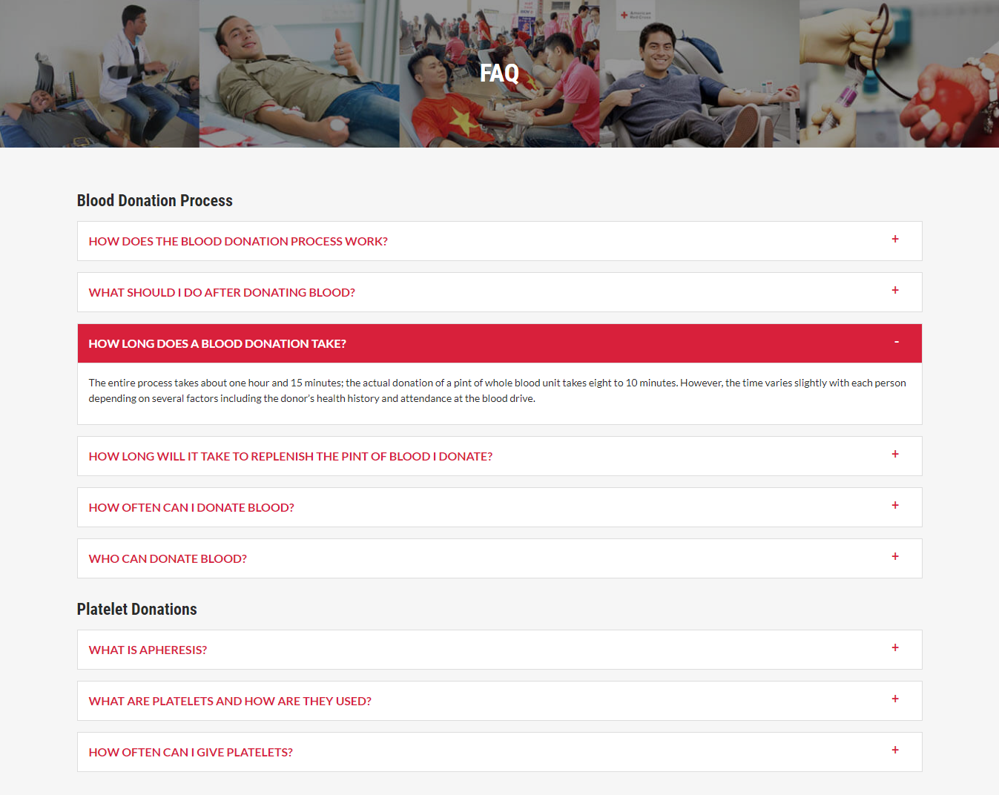 American
Red Cross
FAQ
Blood Donation Process
HOW DOES THE BLOOD DONATION PROCESS WORK?
+
WHAT SHOULD I DO AFTER DONATING BLOOD?
+
HOW LONG DOES A BLOOD DONATION TAKE?
-
The entire process takes about one hour and 15 minutes; the actual donation of a pint of whole blood unit takes eight to 10 minutes. However, the time varies slightly with each person
depending on several factors including the donor's health history and attendance at the blood drive.
HOW LONG WILL IT TAKE TO REPLENISH THE PINT OF BLOOD I DONATE?
+
HOW OFTEN CAN I DONATE BLOOD?
+
WHO CAN DONATE BLOOD?
+
Platelet Donations
WHAT IS APHERESIS?
+
WHAT ARE PLATELETS AND HOW ARE THEY USED?
+
HOW OFTEN CAN I GIVE PLATELETS?
+